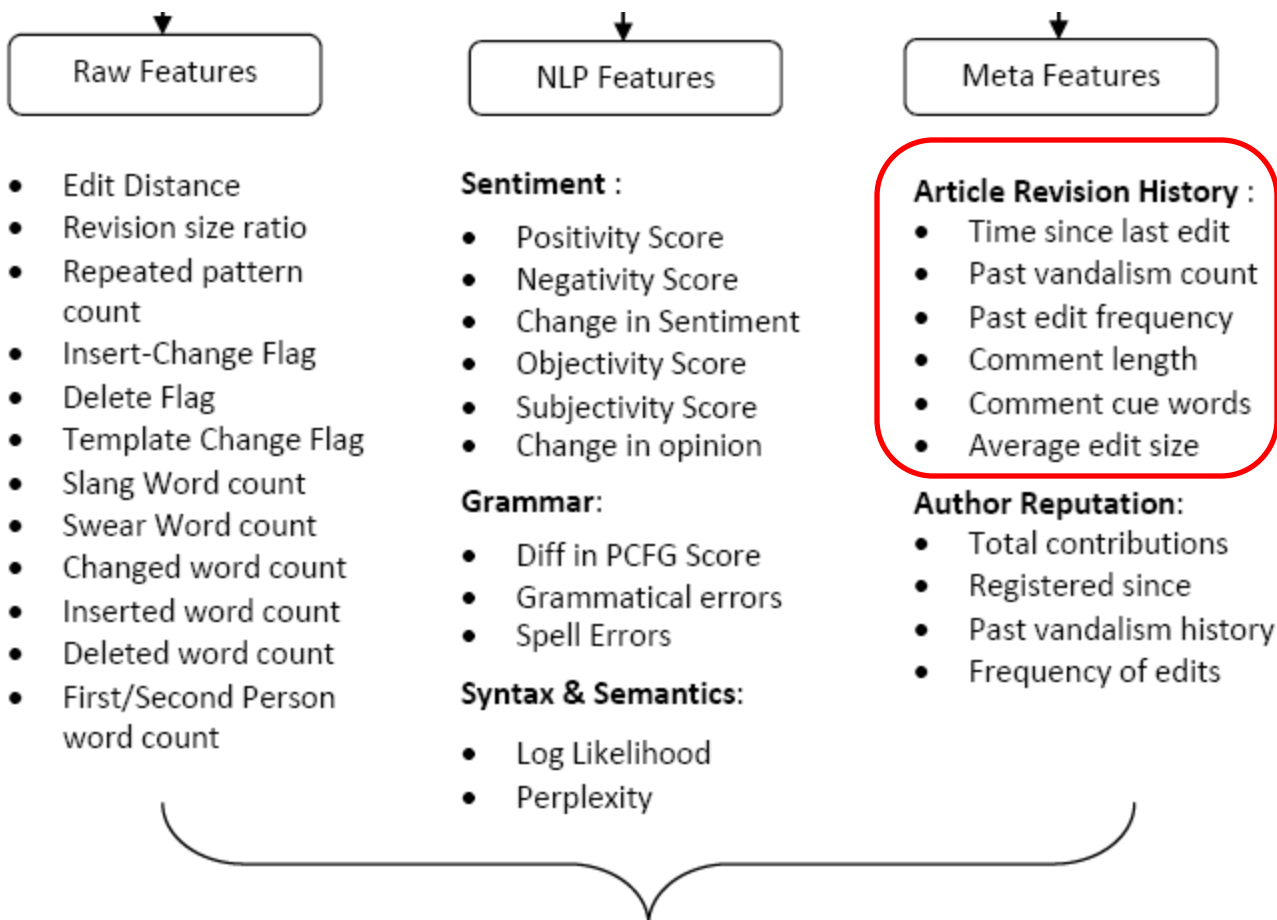 Raw Features
• Edit Distance
• Revision size ratio
• Repeated pattern
count
• Insert-Change Flag
• Delete Flag
• Template Change Flag
• Slang Word count
• Swear Word count
• Changed word count
• Inserted word count
• Deleted word count
• First/Second Person
word count
NLP Features
Sentiment :
• Positivity Score
• Negativity Score
• Change in Sentiment
• Objectivity Score
• Subjectivity Score
• Change in opinion
Grammar:
• Diff in PCFG Score
• Grammatical errors
• Spell Errors
Syntax & Semantics:
• Log Likelihood
• Perplexity
Meta Features
Article Revision History :
• Time since last edit
• Past vandalism count
• Past edit frequency
• Comment length
• Comment cue words
• Average edit size
Author Reputation:
• Total contributions
• Registered since
• Past vandalism history
• Frequency of edits